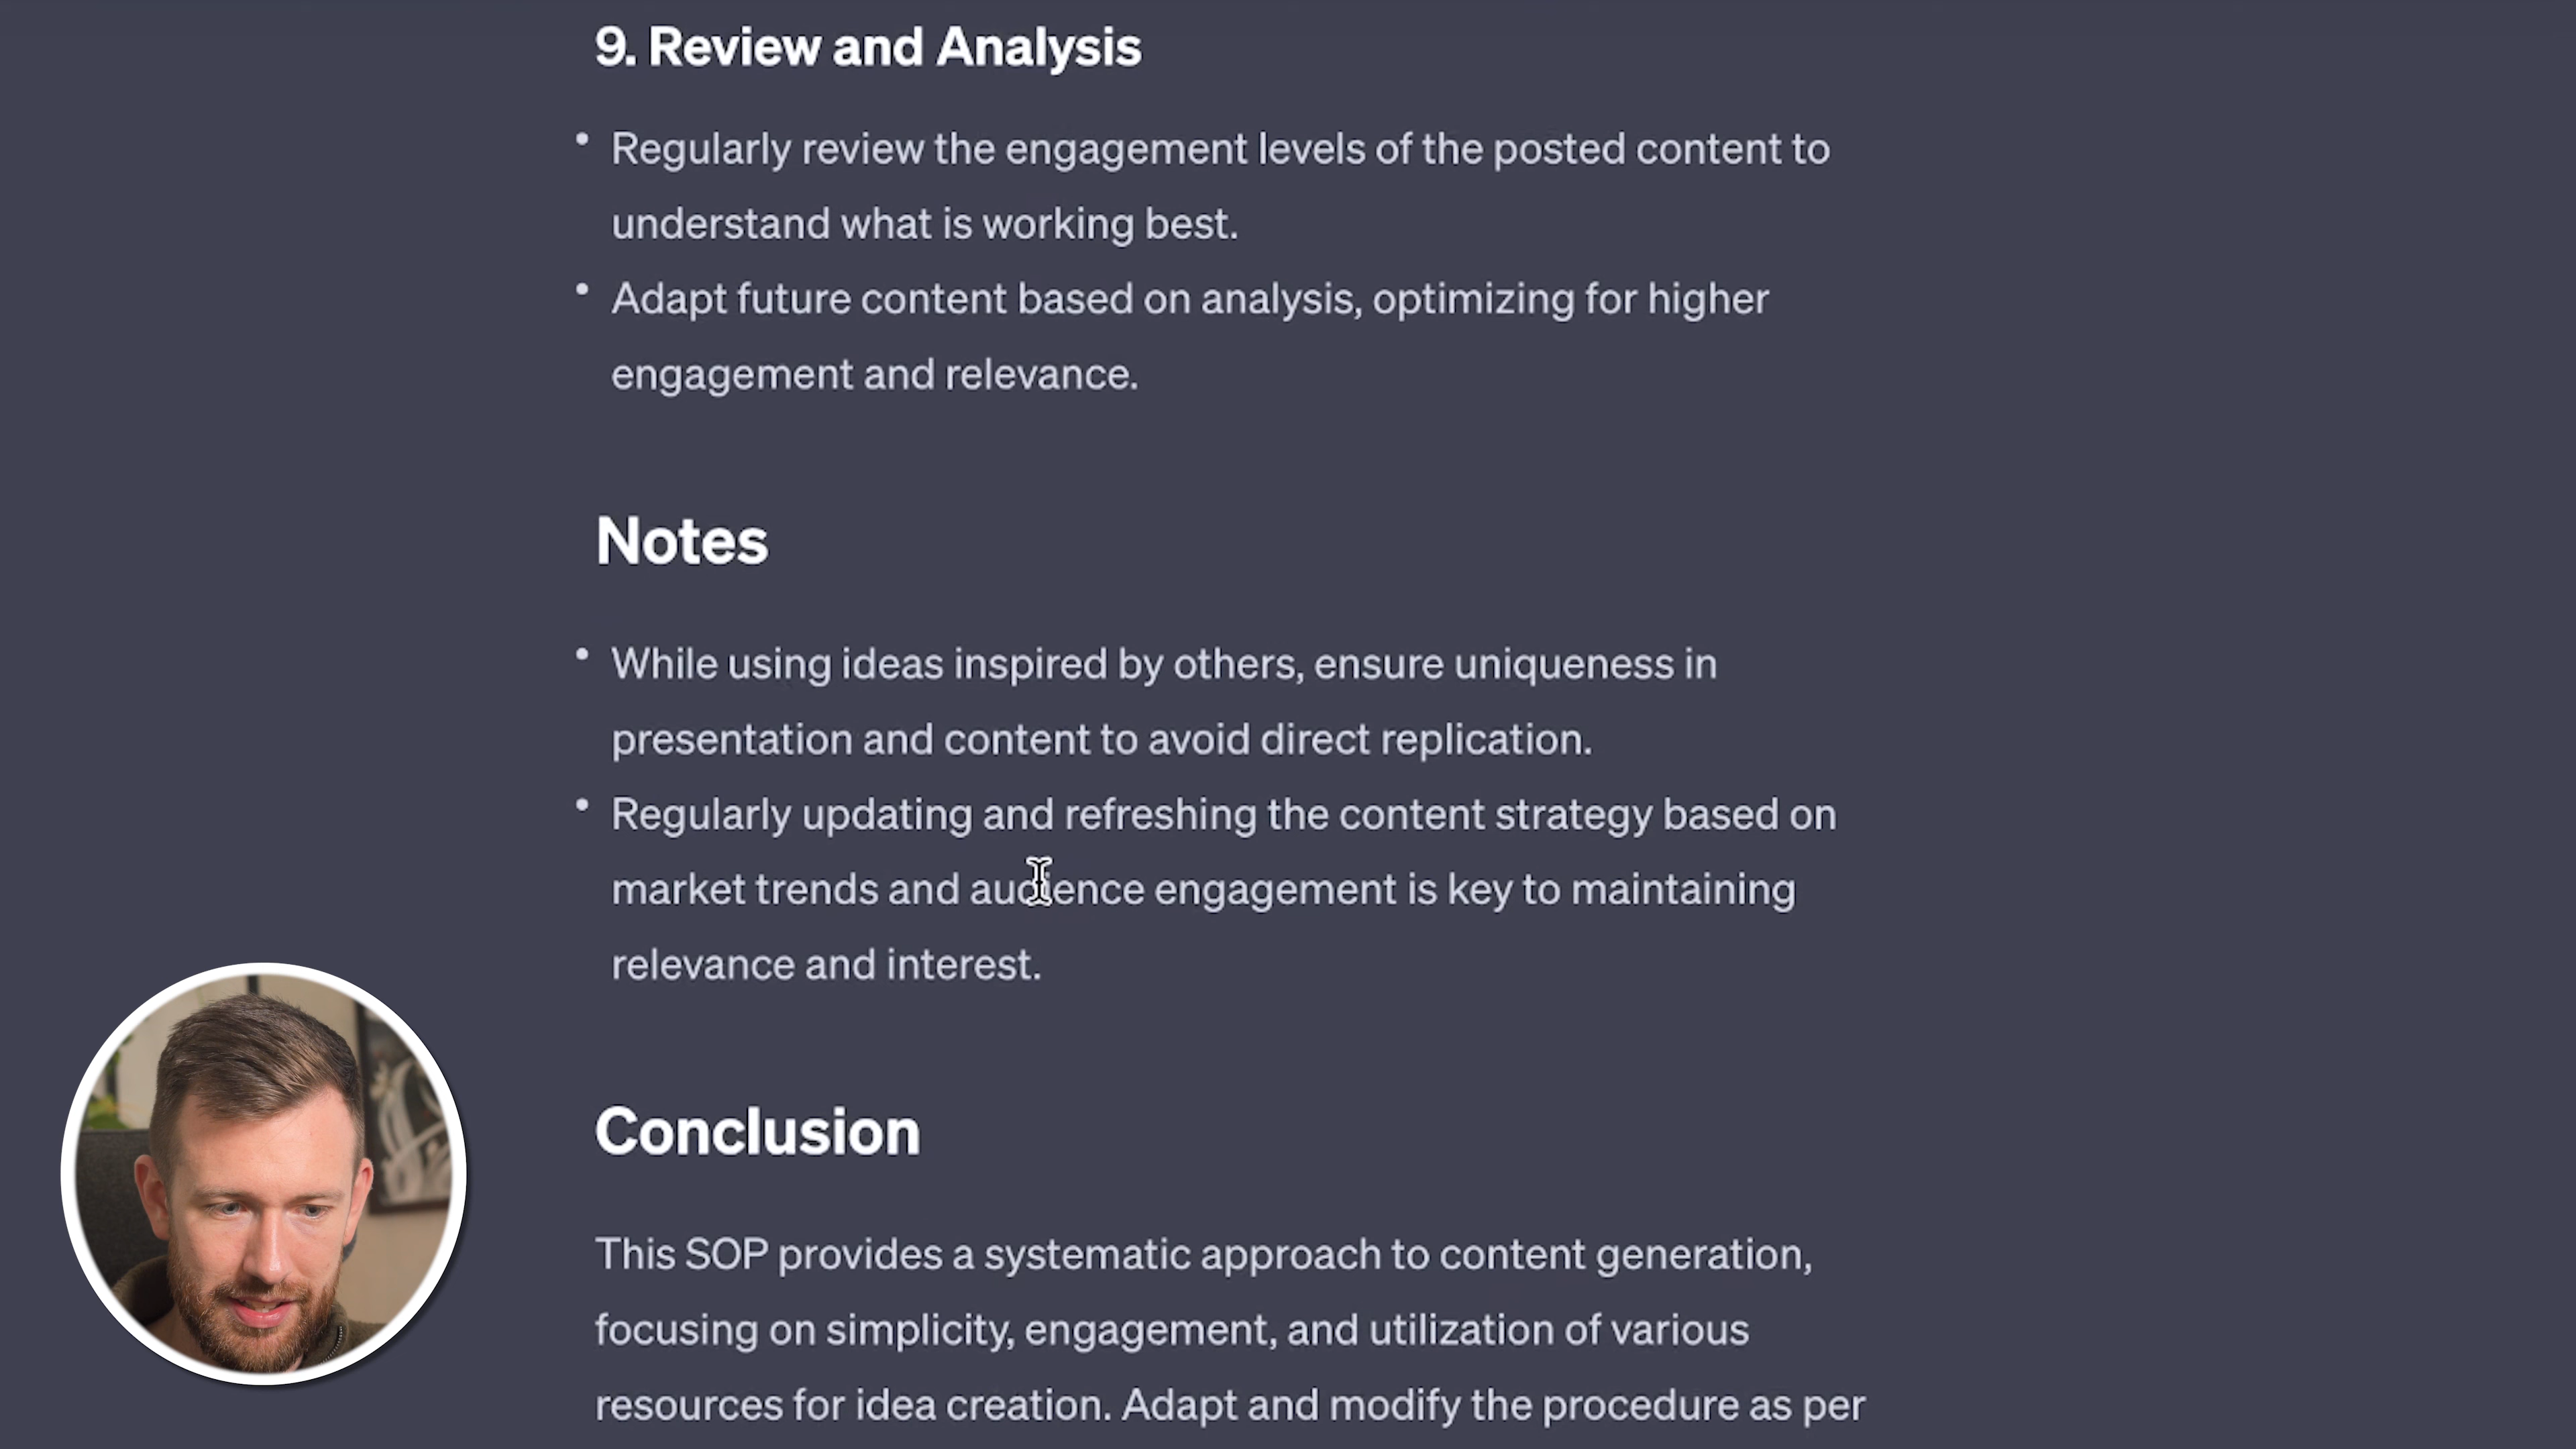 9. Review and Analysis
• Regularly review the engagement levels of the posted content to
understand what is working best.
• Adapt future content based on analysis, optimizing for higher
engagement and relevance.
Notes
• While using ideas inspired by others, ensure uniqueness in
presentation and content to avoid direct replication.
• Regularly updating and refreshing the content strategy based on
market trends and audience engagement is key to maintaining
relevance and interest.
Conclusion
This SOP provides a systematic approach to content generation,
focusing on simplicity, engagement, and utilization of various
resources for idea creation. Adapt and modify the procedure as per